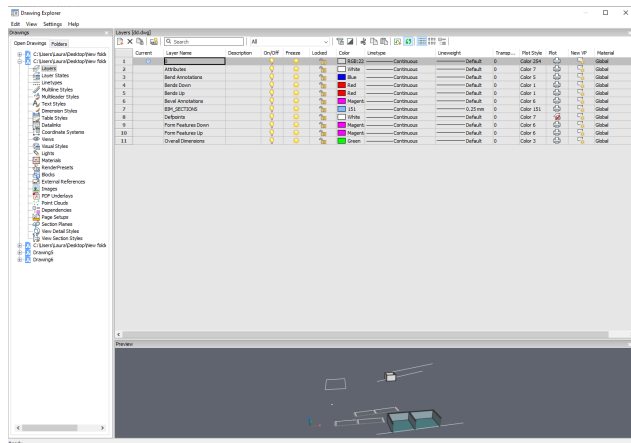 Drawing Explorer
Edit View Settings Help
Drawings
Layers [dd.dwg]
Open Drawings Folders
Search
All
C:\Users\Laura\Desktop\New fold
C:\Users\Laura\Desktop\New fold
Layers
Layer States
Linetypes
Multiline Styles
Multileader Styles
Text Styles
Dimension Styles
Table Styles
Datalinks
Coordinate Systems
Views
Visual Styles
Lights
Materials
RenderPresets
Blocks
External References
Images
PDF Underlays
Point Clouds
Dependencies
Page Setups
Section Planes
View Detail Styles
View Section Styles
C:\Users\Laura\Desktop\New fold
Drawing5
Drawing6
Current Layer Name Description On/Off Freeze Locked Color Linetype Lineweight Transp... Plot Style Plot New VP Material
1 0 RGB:22 Continuous Default 0 Color 254 Global
2 Attributes White Continuous Default 0 Color 7 Global
3 Bend Annotations Blue Continuous Default 0 Color 5 Global
4 Bends Down Red Continuous Default 0 Color 1 Global
5 Bends Up Red Continuous Default 0 Color 1 Global
6 Bevel Annotations Magent Continuous Default 0 Color 6 Global
7 BIM_SECTIONS 151 Continuous 0.25 mm 0 Color 151 Global
8 Defpoints White Continuous Default 0 Color 7 Global
9 Form Features Down Magent Continuous Default 0 Color 6 Global
10 Form Features Up Magent Continuous Default 0 Color 6 Global
11 Overall Dimensions Green Continuous Default 0 Color 3 Global
Preview